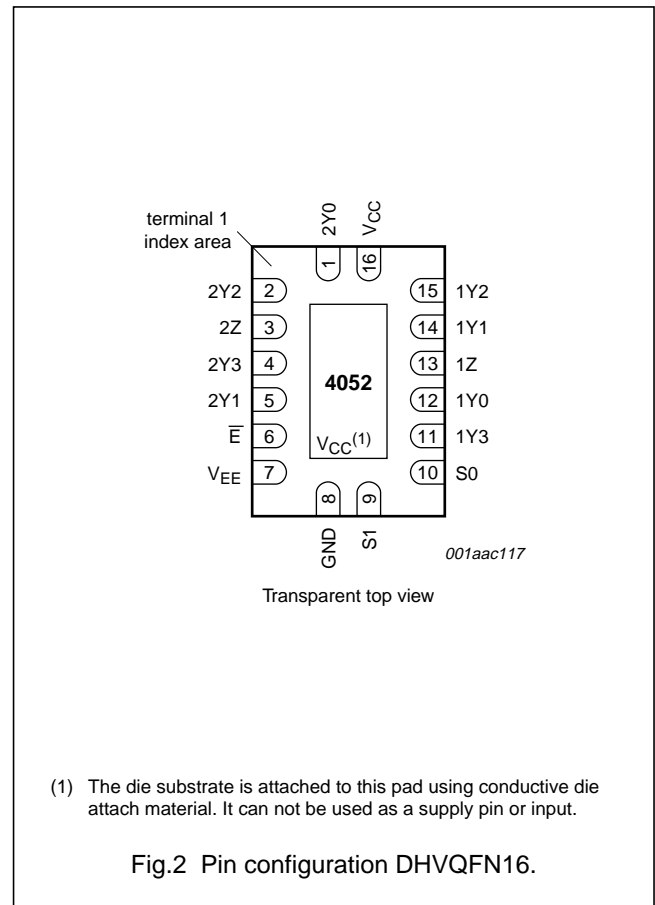 2Y0
VCC
terminal 1
index area
1
16
2Y2 2 15 1Y2
2Z 3 14 1Y1
2Y3 4 13 1Z
4052
2Y1 5 12 1Y0
E̅ 6 11 1Y3
VCC(1)
VEE 7 10 S0
8 9
GND S1
001aac117
Transparent top view
(1) The die substrate is attached to this pad using conductive die
attach material. It can not be used as a supply pin or input.
Fig.2 Pin configuration DHVQFN16.